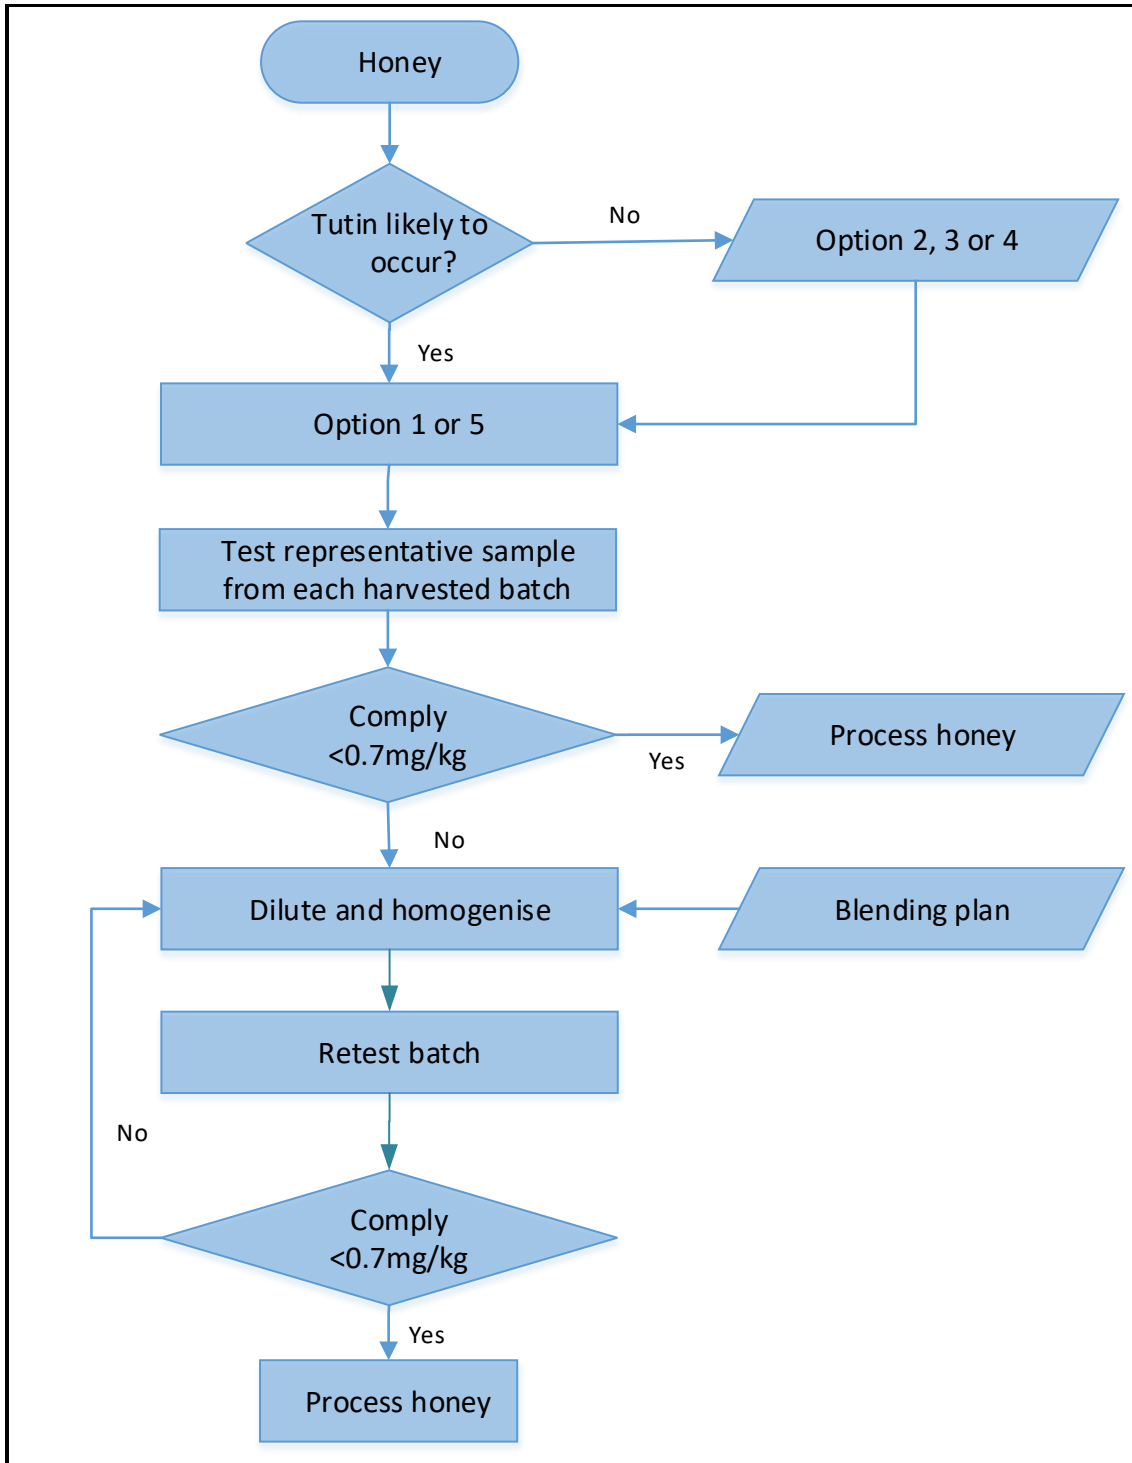 Honey
Tutin likely to
occur?
No
Option 2, 3 or 4
Yes
Option 1 or 5
Test representative sample
from each harvested batch
Comply
<0.7mg/kg
Yes
Process honey
No
Dilute and homogenise
Blending plan
Retest batch
No
Comply
<0.7mg/kg
Yes
Process honey